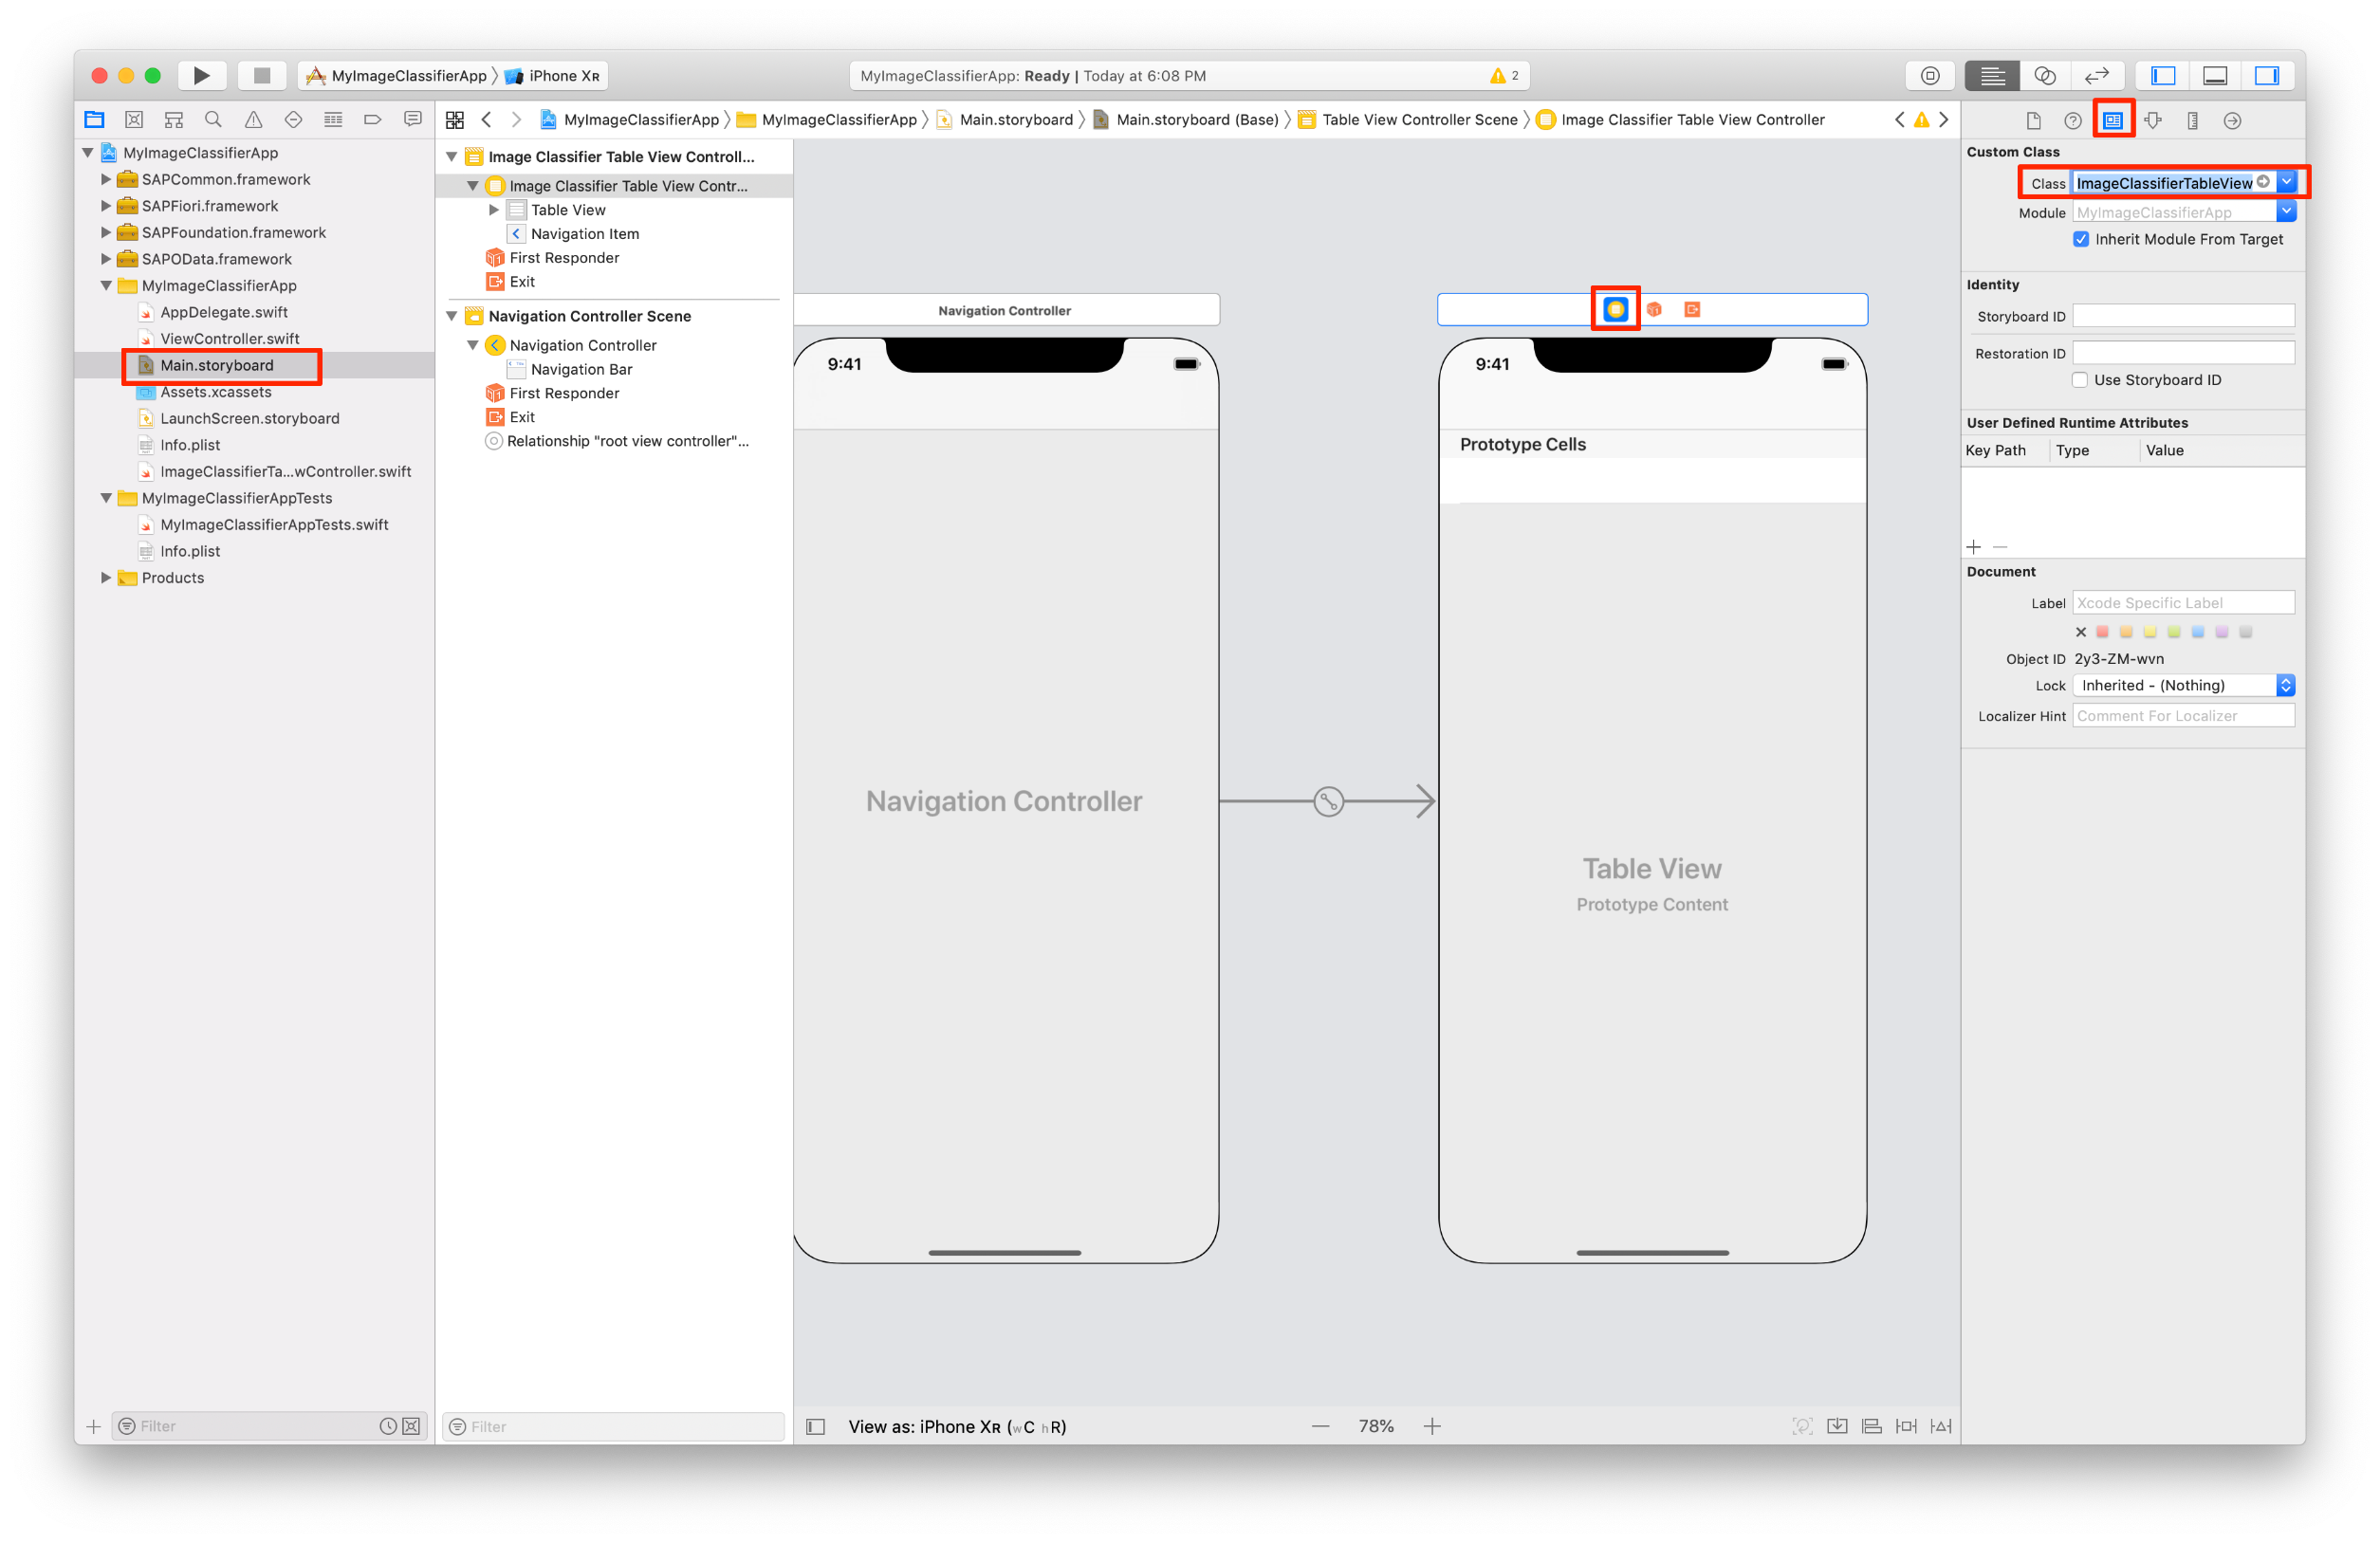 MyImageClassifierApp
iPhone XR
MyImageClassifierApp: Ready | Today at 6:08 PM
2
MyImageClassifierApp
SAPCommon.framework
SAPFiori.framework
SAPFoundation.framework
SAPOData.framework
MyImageClassifierApp
AppDelegate.swift
ViewController.swift
Main.storyboard
Assets.xcassets
LaunchScreen.storyboard
Info.plist
ImageClassifierTa...wController.swift
MyImageClassifierAppTests
MyImageClassifierAppTests.swift
Info.plist
Products
Filter
MyImageClassifierApp
MyImageClassifierApp
Main.storyboard
Main.storyboard (Base)
Table View Controller Scene
Image Classifier Table View Controller
Image Classifier Table View Controll...
Image Classifier Table View Contr...
Table View
Navigation Item
First Responder
Exit
Navigation Controller Scene
Navigation Controller
Navigation Bar
First Responder
Exit
Relationship "root view controller"...
Filter
Navigation Controller
9:41
Navigation Controller
9:41
Prototype Cells
Table View
Prototype Content
View as: iPhone XR (wC hR)
78%
Custom Class
Class ImageClassifierTableView
Module MyImageClassifierApp
Inherit Module From Target
Identity
Storyboard ID
Restoration ID
Use Storyboard ID
User Defined Runtime Attributes
Key Path Type Value
Document
Label Xcode Specific Label
Object ID 2y3-ZM-wvn
Lock Inherited - (Nothing)
Localizer Hint Comment For Localizer